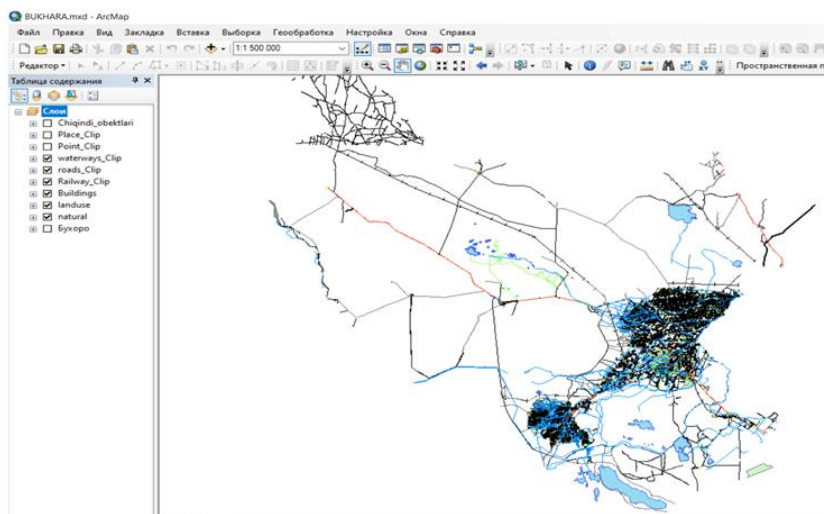 BUKHARA.mxd - ArcMap
Файл Правка Вид Закладка Вставка Выборка Геообработка Настройка Окна Справка
1:1 500 000
Редактор
Пространственная п
Таблица содержания
Слои
Chiqindi_obektlari
Place_Clip
Point_Clip
waterways_Clip
roads_Clip
Railway_Clip
Buildings
landuse
natural
Бухоро